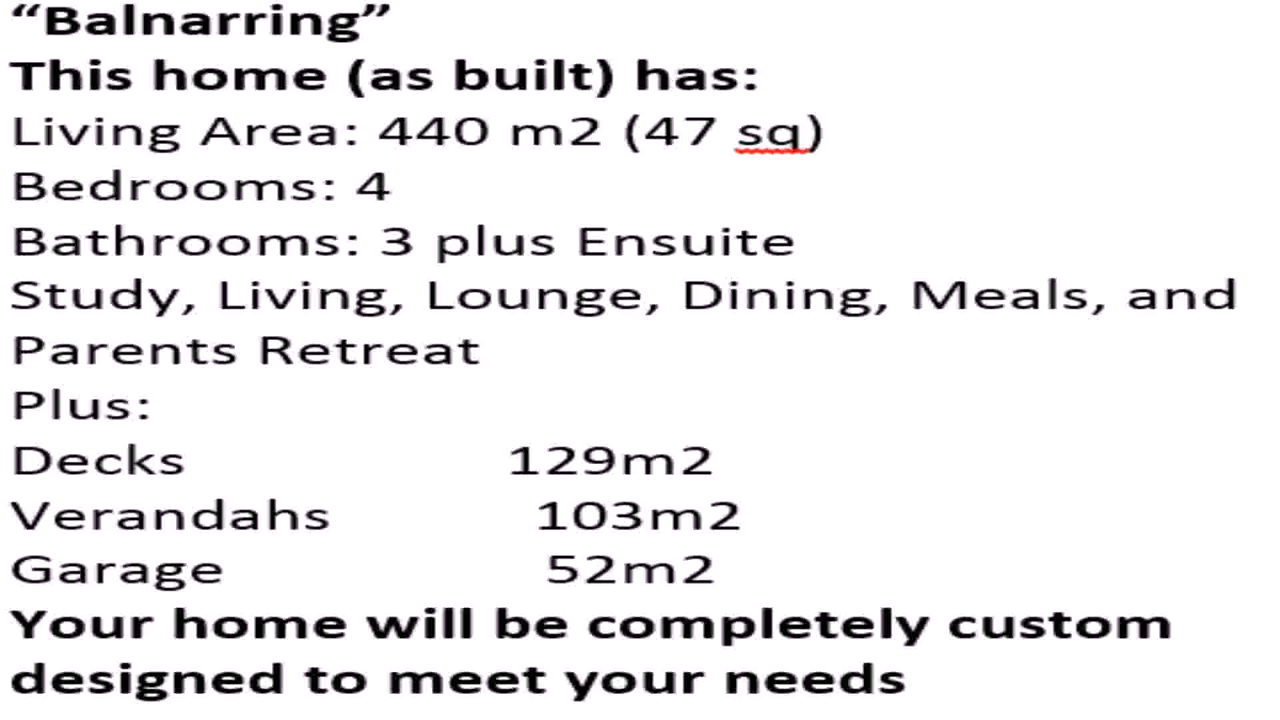 “Balnarring”
This home (as built) has:
Living Area: 440 m2 (47 sq)
Bedrooms: 4
Bathrooms: 3 plus Ensuite
Study, Living, Lounge, Dining, Meals, and
Parents Retreat
Plus:
Decks 129m2
Verandahs 103m2
Garage 52m2
Your home will be completely custom
designed to meet your needs